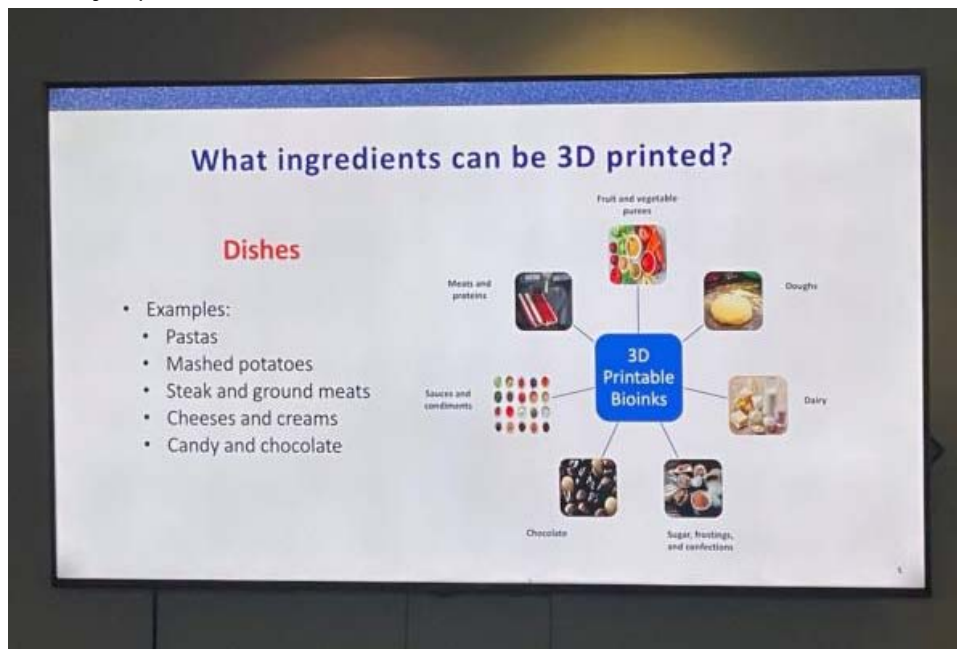 What ingredients can be 3D printed?
Dishes
• Examples:
• Pastas
• Mashed potatoes
• Steak and ground meats
• Cheeses and creams
• Candy and chocolate
Fruit and vegetable
purees
Meats and
proteins
Doughs
3D
Printable
Bioinks
Sauces and
condiments
Dairy
Chocolate
Sugar, frostings,
and confections